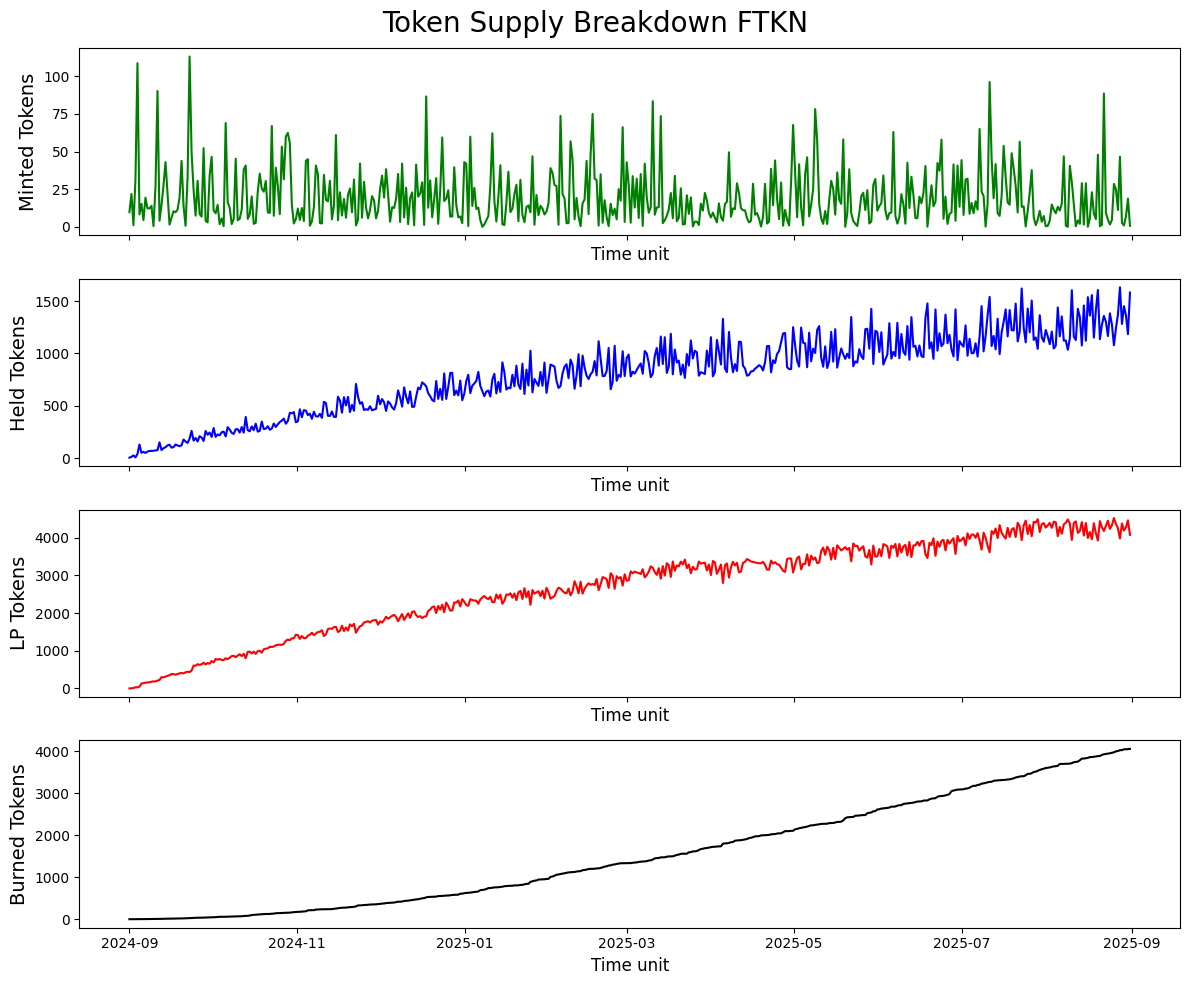 Token Supply Breakdown FTKN
Minted Tokens
100
75
50
25
0
Time unit
Held Tokens
1500
1000
500
0
Time unit
LP Tokens
4000
3000
2000
1000
0
Time unit
Burned Tokens
4000
3000
2000
1000
0
2024-09 2024-11 2025-01 2025-03 2025-05 2025-07 2025-09
Time unit